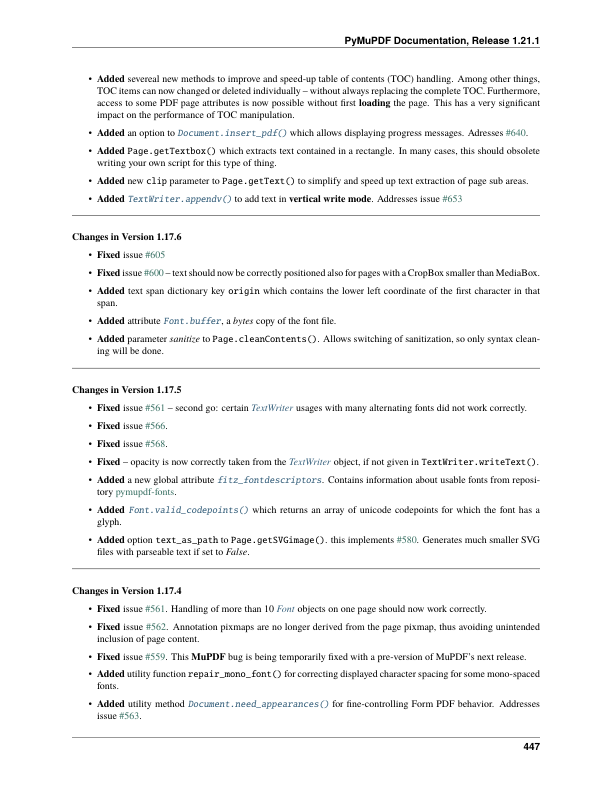 PyMuPDF Documentation, Release 1.21.1
• Added severeal new methods to improve and speed-up table of contents (TOC) handling. Among other things,
TOC items can now changed or deleted individually – without always replacing the complete TOC. Furthermore,
access to some PDF page attributes is now possible without first loading the page. This has a very significant
impact on the performance of TOC manipulation.
• Added an option to Document.insert_pdf() which allows displaying progress messages. Adresses #640.
• Added Page.getTextbox() which extracts text contained in a rectangle. In many cases, this should obsolete
writing your own script for this type of thing.
• Added new clip parameter to Page.getText() to simplify and speed up text extraction of page sub areas.
• Added TextWriter.appendv() to add text in vertical write mode. Addresses issue #653
Changes in Version 1.17.6
• Fixed issue #605
• Fixed issue #600 – text should now be correctly positioned also for pages with a CropBox smaller than MediaBox.
• Added text span dictionary key origin which contains the lower left coordinate of the first character in that
span.
• Added attribute Font.buffer, a bytes copy of the font file.
• Added parameter sanitize to Page.cleanContents(). Allows switching of sanitization, so only syntax clean-
ing will be done.
Changes in Version 1.17.5
• Fixed issue #561 – second go: certain TextWriter usages with many alternating fonts did not work correctly.
• Fixed issue #566.
• Fixed issue #568.
• Fixed – opacity is now correctly taken from the TextWriter object, if not given in TextWriter.writeText().
• Added a new global attribute fitz_fontdescriptors. Contains information about usable fonts from reposi-
tory pymupdf-fonts.
• Added Font.valid_codepoints() which returns an array of unicode codepoints for which the font has a
glyph.
• Added option text_as_path to Page.getSVGimage(). this implements #580. Generates much smaller SVG
files with parseable text if set to False.
Changes in Version 1.17.4
• Fixed issue #561. Handling of more than 10 Font objects on one page should now work correctly.
• Fixed issue #562. Annotation pixmaps are no longer derived from the page pixmap, thus avoiding unintended
inclusion of page content.
• Fixed issue #559. This MuPDF bug is being temporarily fixed with a pre-version of MuPDF's next release.
• Added utility function repair_mono_font() for correcting displayed character spacing for some mono-spaced
fonts.
• Added utility method Document.need_appearances() for fine-controlling Form PDF behavior. Addresses
issue #563.
447